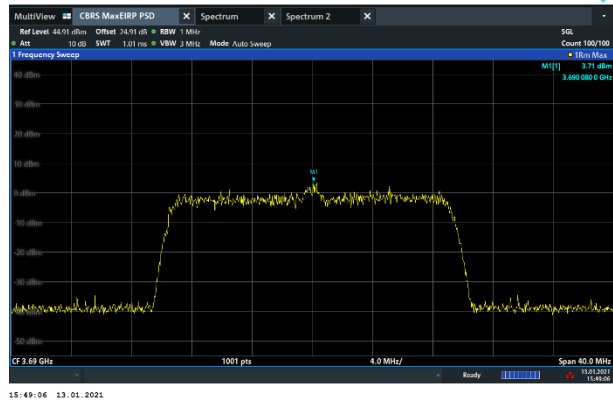 MultiView CBRS MaxEIRP PSD X Spectrum X Spectrum 2 X
Ref Level 44.91 dBm Offset 24.91 dB RBW 1 MHz SGL
Att 10 dB SWT 1.01 ms VBW 3 MHz Mode Auto Sweep Count 100/100
1 Frequency Sweep 1Rm Max
M1[1] 3.71 dBm
3.690 080 0 GHz
40 dBm
30 dBm
20 dBm
10 dBm
M1
0 dBm
-10 dBm
-20 dBm
-30 dBm
-50 dBm
CF 3.69 GHz 1001 pts 4.0 MHz/ Span 40.0 MHz
Ready 13.01.2021
15:49:06
15:49:06 13.01.2021